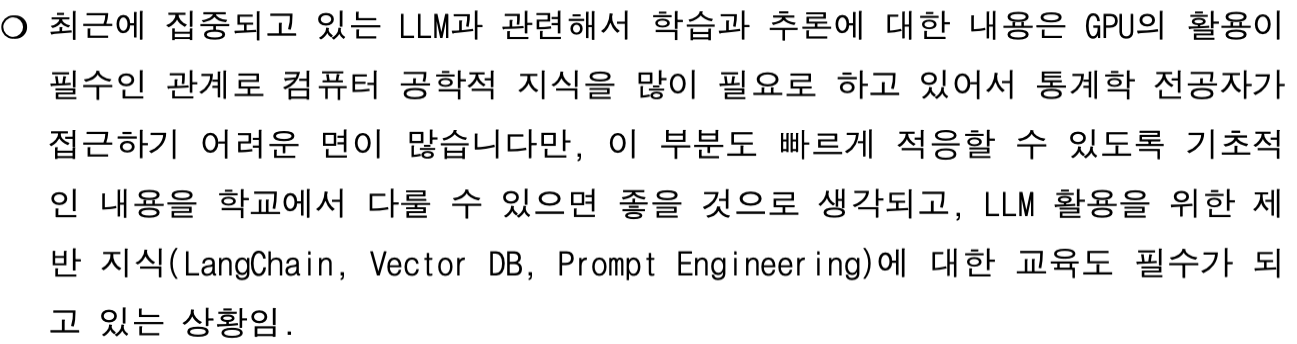 ❍ 최근에 집중되고 있는 LLM과 관련해서 학습과 추론에 대한 내용은 GPU의 활용이
필수인 관계로 컴퓨터 공학적 지식을 많이 필요로 하고 있어서 통계학 전공자가
접근하기 어려운 면이 많습니다만, 이 부분도 빠르게 적응할 수 있도록 기초적
인 내용을 학교에서 다룰 수 있으면 좋을 것으로 생각되고, LLM 활용을 위한 제
반 지식(LangChain, Vector DB, Prompt Engineering)에 대한 교육도 필수가 되
고 있는 상황임.